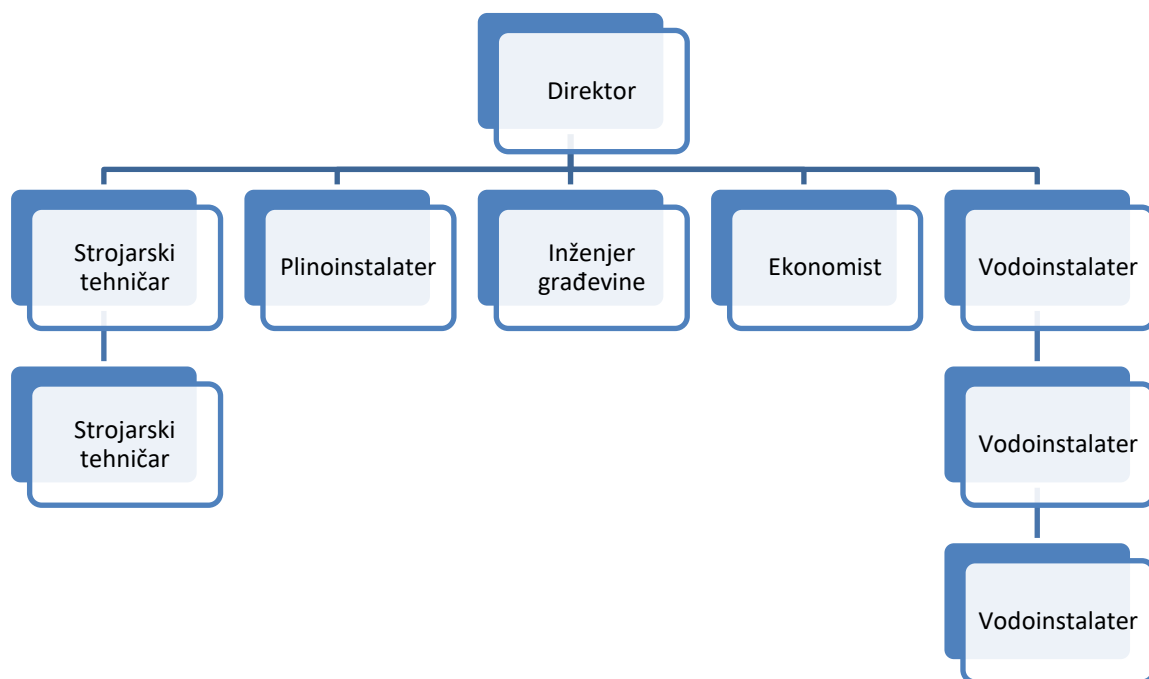 Direktor
Strojarski
tehničar
Plinoinstalater
Inženjer
građevine
Ekonomist
Vodoinstalater
Strojarski
tehničar
Vodoinstalater
Vodoinstalater